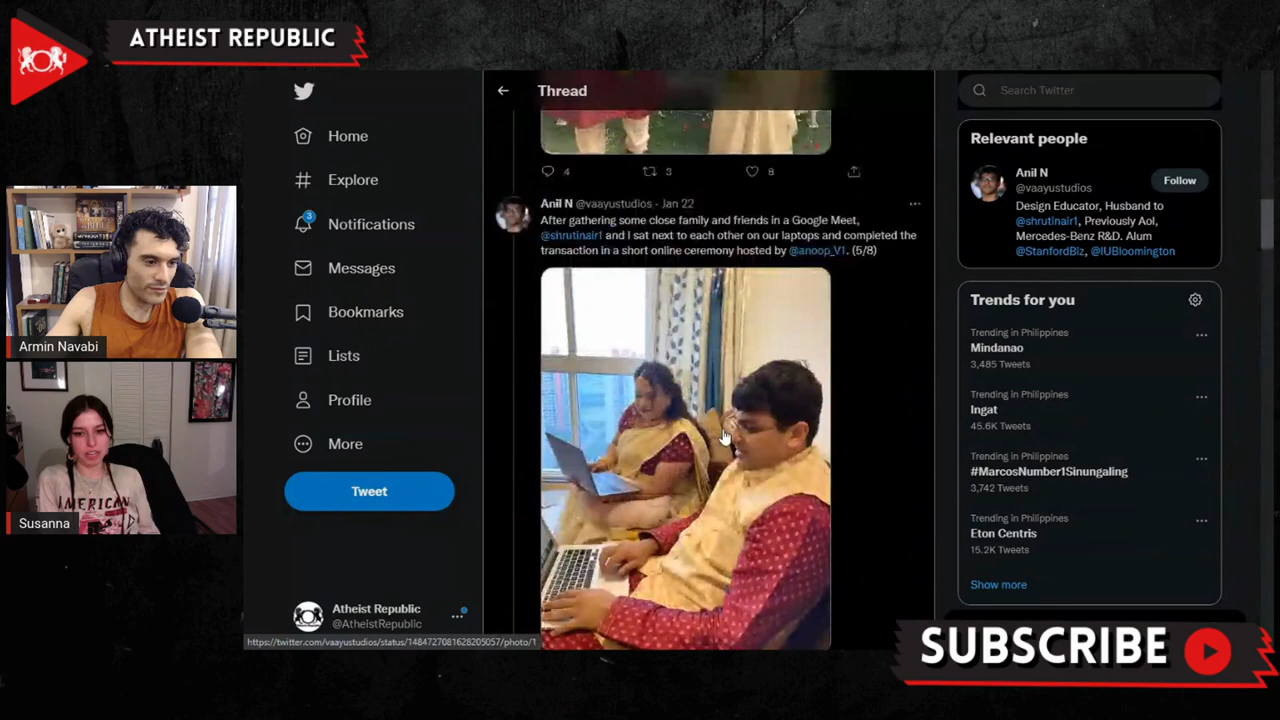 ATHEIST REPUBLIC
Home
Explore
3
Notifications
Messages
Bookmarks
Lists
Profile
More
Tweet
Atheist Republic
@AtheistRepublic
https://twitter.com/vaayustudios/status/1484727081628205057/photo/1
Armin Navabi
AMERICAN
Susanna
Thread
4
3
8
Anil N @vaayustudios · Jan 22
After gathering some close family and friends in a Google Meet,
@shrutinair1 and I sat next to each other on our laptops and completed the
transaction in a short online ceremony hosted by @anoop_V1. (5/8)
Search Twitter
Relevant people
Anil N
@vaayustudios
Follow
Design Educator, Husband to
@shrutinair1, Previously Aol,
Mercedes-Benz R&D. Alum
@StanfordBiz, @IUBloomington
Trends for you
Trending in Philippines
Mindanao
3,485 Tweets
Trending in Philippines
Ingat
45.6K Tweets
Trending in Philippines
#MarcosNumber1Sinungaling
3,742 Tweets
Trending in Philippines
Eton Centris
15.2K Tweets
Show more
SUBSCRIBE